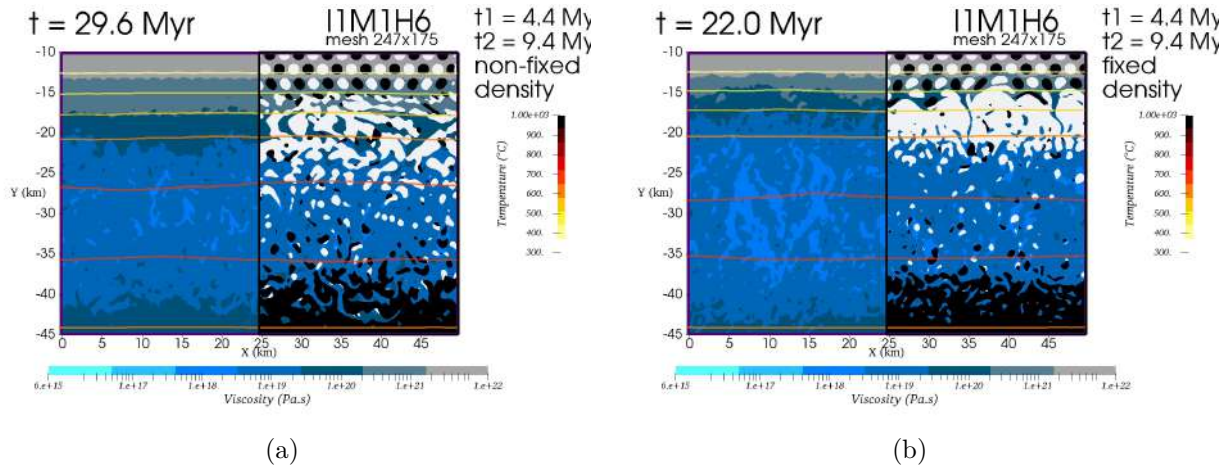 t = 29.6 Myr
I1M1H6
mesh 247x175
t1 = 4.4 My
t2 = 9.4 My
non-fixed
density
-10
-15
-20
-25
-30
-35
-40
-45
Y (km)
0 5 10 15 20 25 25 30 35 40 45
X (km)
1.00e+03
900.
800.
700.
600.
500.
400.
300.
Temperature (°C)
6.e+15 1.e+17 1.e+18 1.e+19 1.e+20 1.e+21 1.e+22
Viscosity (Pa.s)
(a)
t = 22.0 Myr
I1M1H6
mesh 247x175
t1 = 4.4 My
t2 = 9.4 My
fixed
density
-10
-15
-20
-25
-30
-35
-40
-45
Y (km)
0 5 10 15 20 25 25 30 35 40 45
X (km)
1.00e+03
900.
800.
700.
600.
500.
400.
300.
Temperature (°C)
6.e+15 1.e+17 1.e+18 1.e+19 1.e+20 1.e+21 1.e+22
Viscosity (Pa.s)
(b)